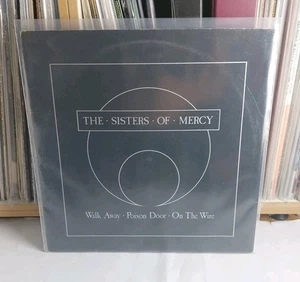 THE · SISTERS · OF · MERCY
Walk Away · Poison Door · On The Wire